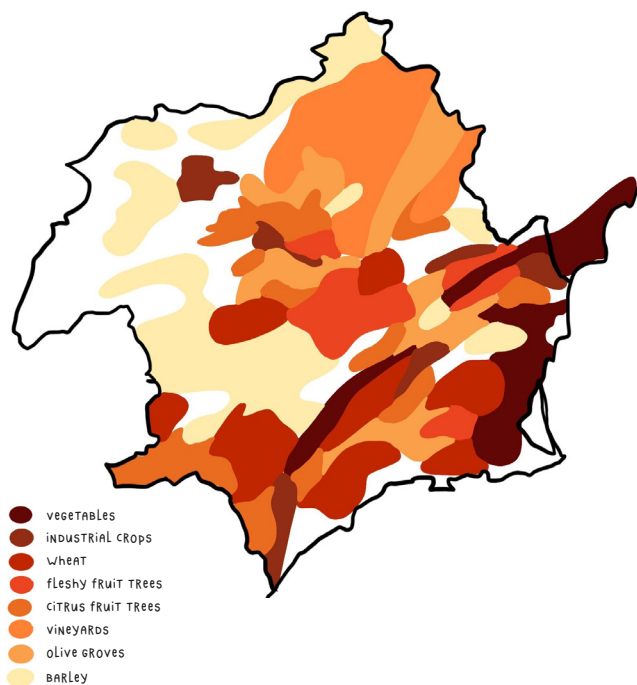 VEGETABLES
iNDUSTRIAL CROPS
WHEAT
FLESHY FRUIT TREES
CiTRUS FRUIT TREES
ViNEYARDS
OLiVE GROVES
BARLEY